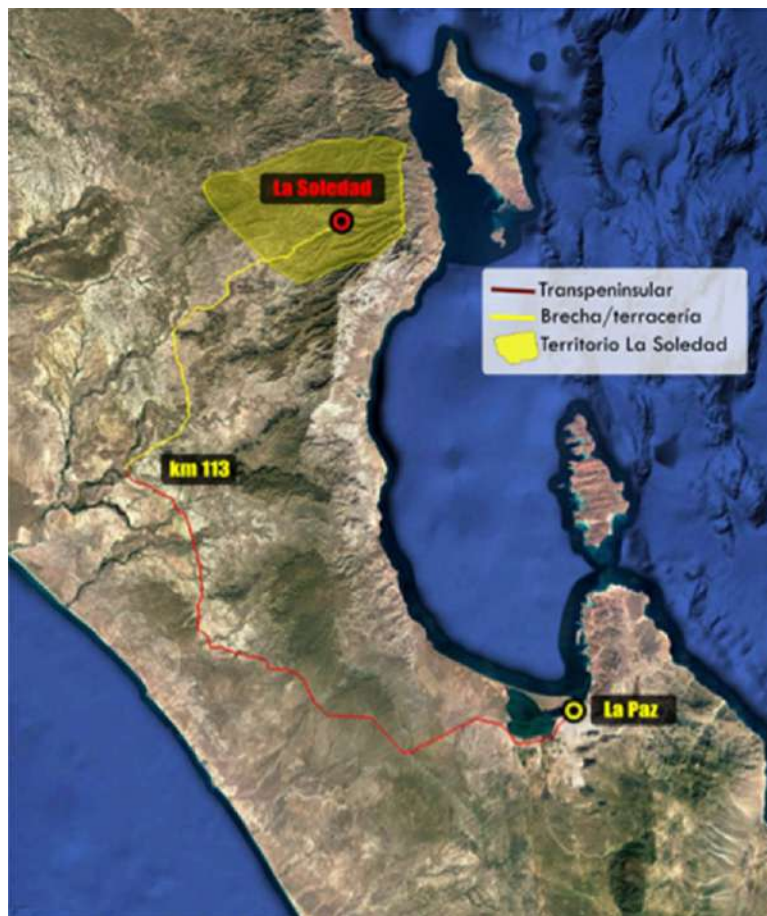 La Soledad
Transpeninsular
Brecha/terracería
Territorio La Soledad
km 113
La Paz